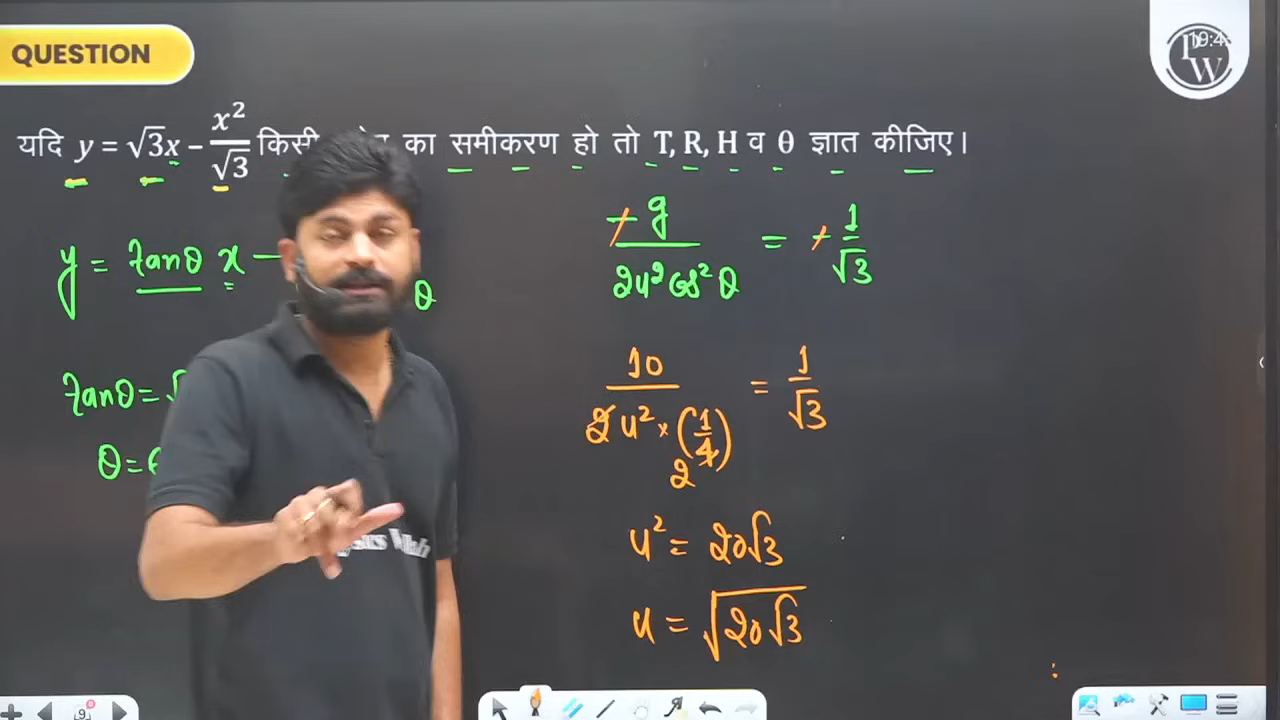 QUESTION
यदि y = √3x − x²/√3 किसी का समीकरण हो तो T, R, H व θ ज्ञात कीजिए।
y = tanθ x −
θ
tanθ = √
θ =
−g/2u²cos²θ = −1/√3
10/2u² × (1/4) = 1/√3
2
u² = 20√3
u = √20√3